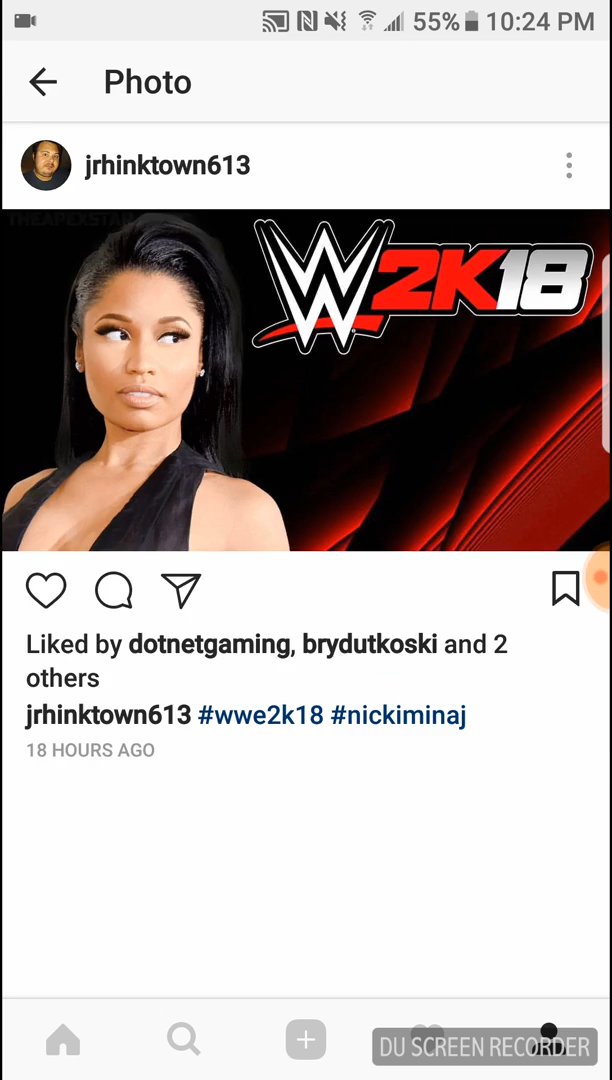 55% 10:24 PM
Photo
jrhinktown613
THEAPEXSTAR
W 2K18
Liked by dotnetgaming, brydutkoski and 2
others
jrhinktown613 #wwe2k18 #nickiminaj
18 HOURS AGO
DU SCREEN RECORDER